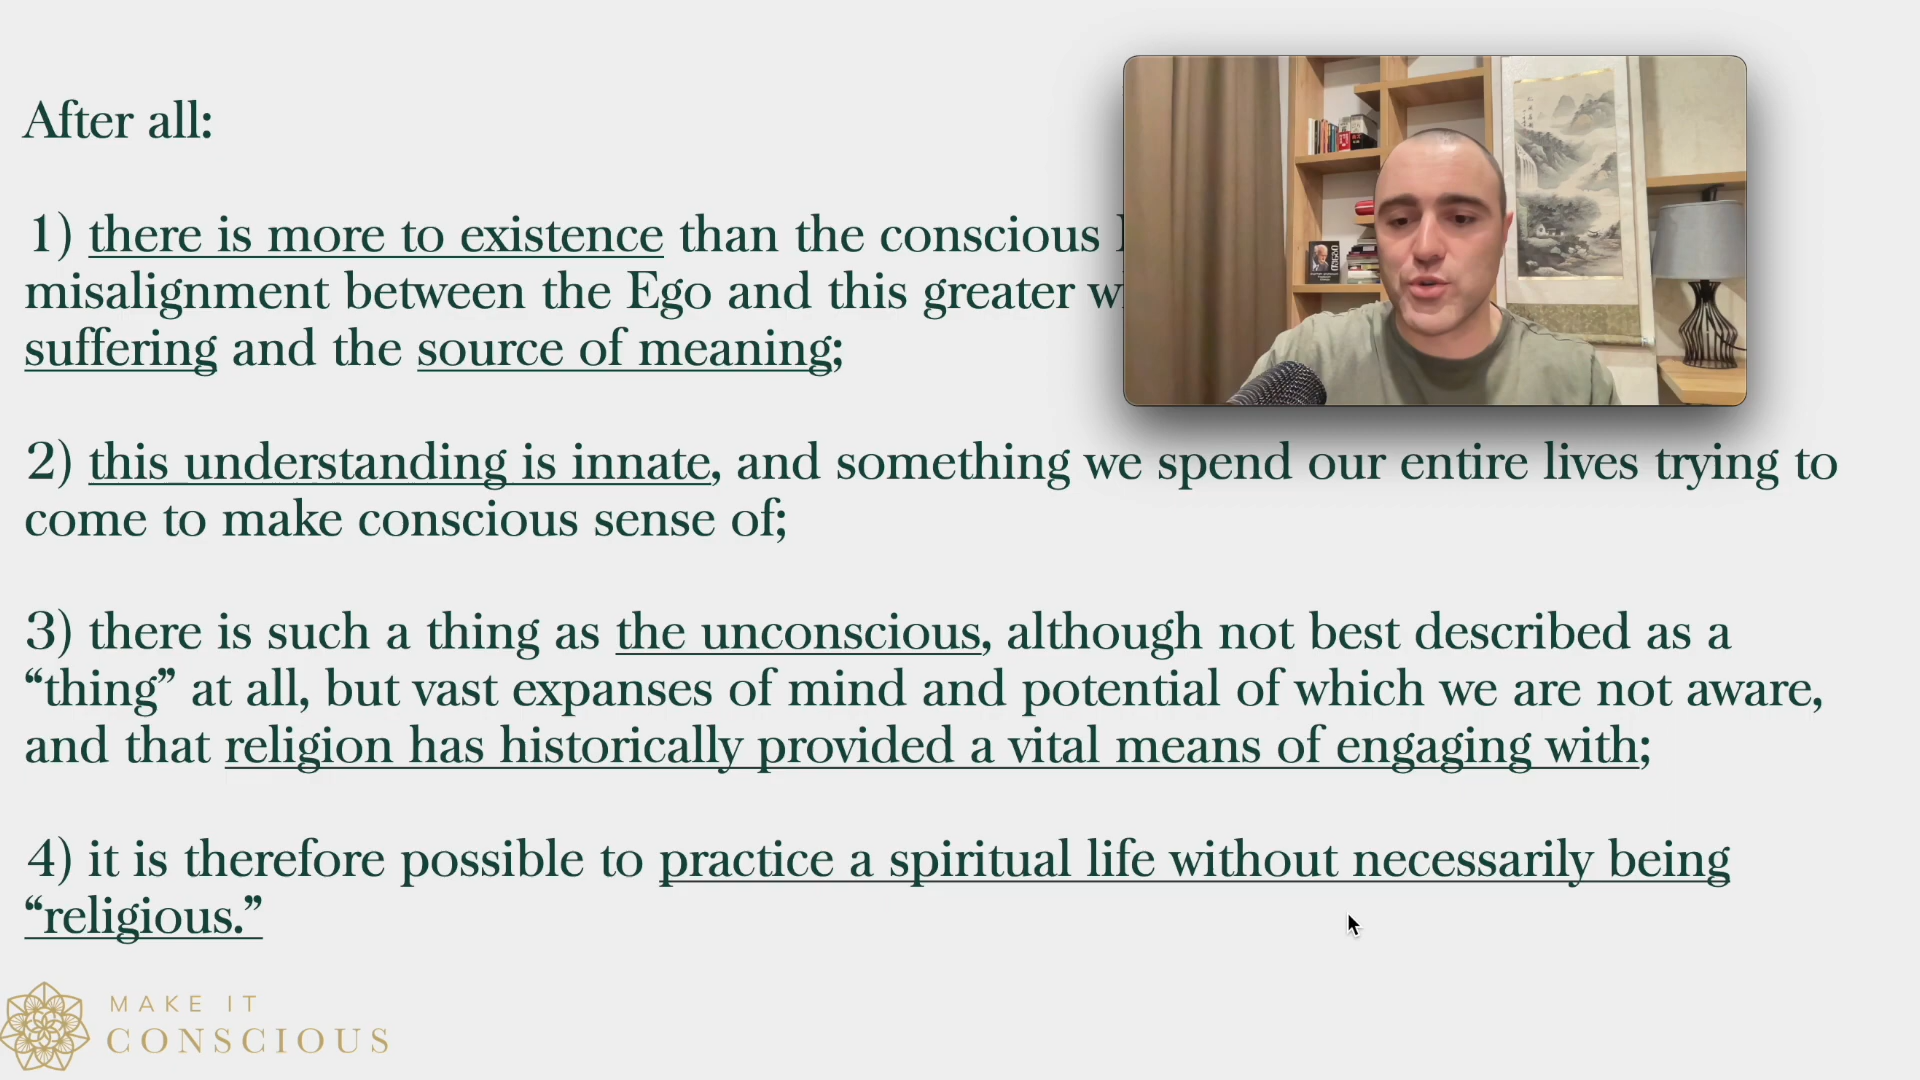 After all:
1) there is more to existence than the conscious
misalignment between the Ego and this greater
suffering and the source of meaning;
2) this understanding is innate, and something we spend our entire lives trying to
come to make conscious sense of;
3) there is such a thing as the unconscious, although not best described as a
“thing” at all, but vast expanses of mind and potential of which we are not aware,
and that religion has historically provided a vital means of engaging with;
4) it is therefore possible to practice a spiritual life without necessarily being
“religious.”
MAKE IT
CONSCIOUS